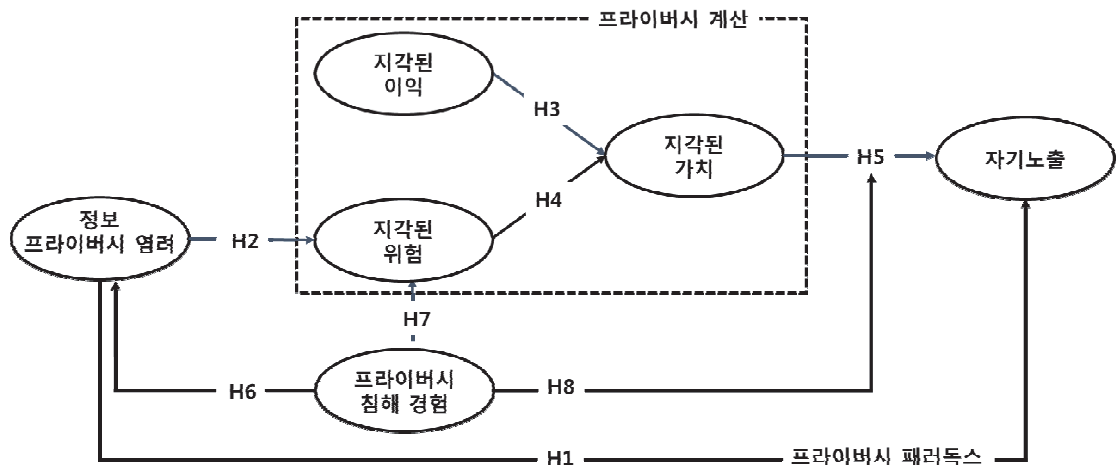 프라이버시 계산
지각된
이익
H3
지각된
가치
H5
자기노출
H4
정보
프라이버시 염려
H2
지각된
위험
H7
H6
프라이버시
침해 경험
H8
H1
프라이버시 패러독스